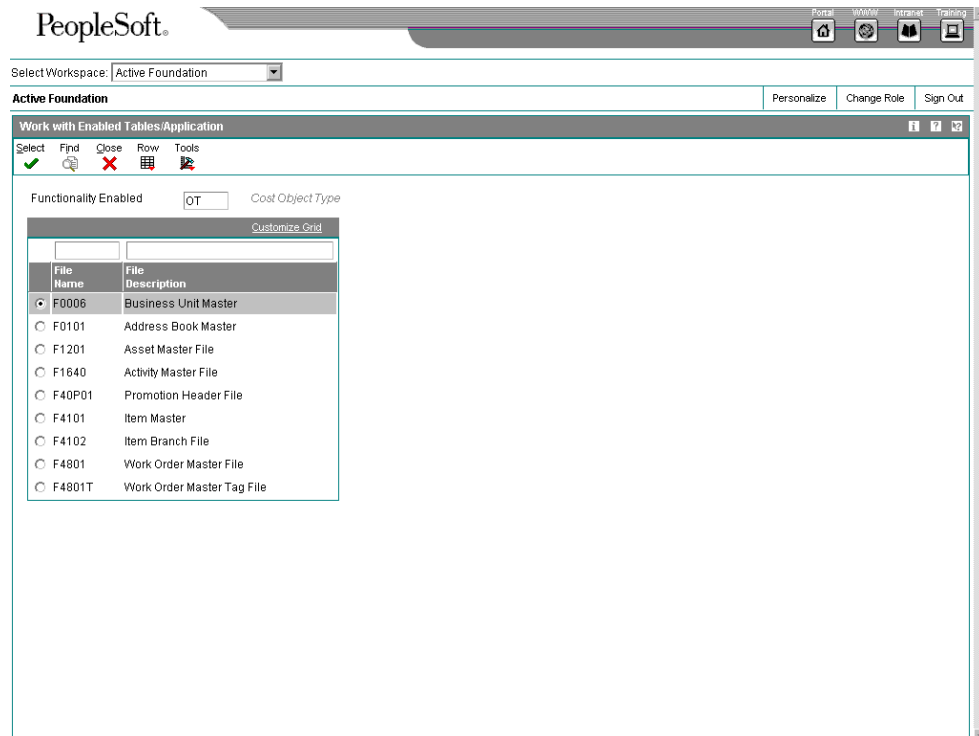 PeopleSoft.
Portal WWW Intranet Training
Select Workspace: Active Foundation
Active Foundation Personalize Change Role Sign Out
Work with Enabled Tables/Application
Select Find Close Row Tools
Functionality Enabled OT Cost Object Type
Customize Grid
File Name File Description
F0006 Business Unit Master
F0101 Address Book Master
F1201 Asset Master File
F1640 Activity Master File
F40P01 Promotion Header File
F4101 Item Master
F4102 Item Branch File
F4801 Work Order Master File
F4801T Work Order Master Tag File